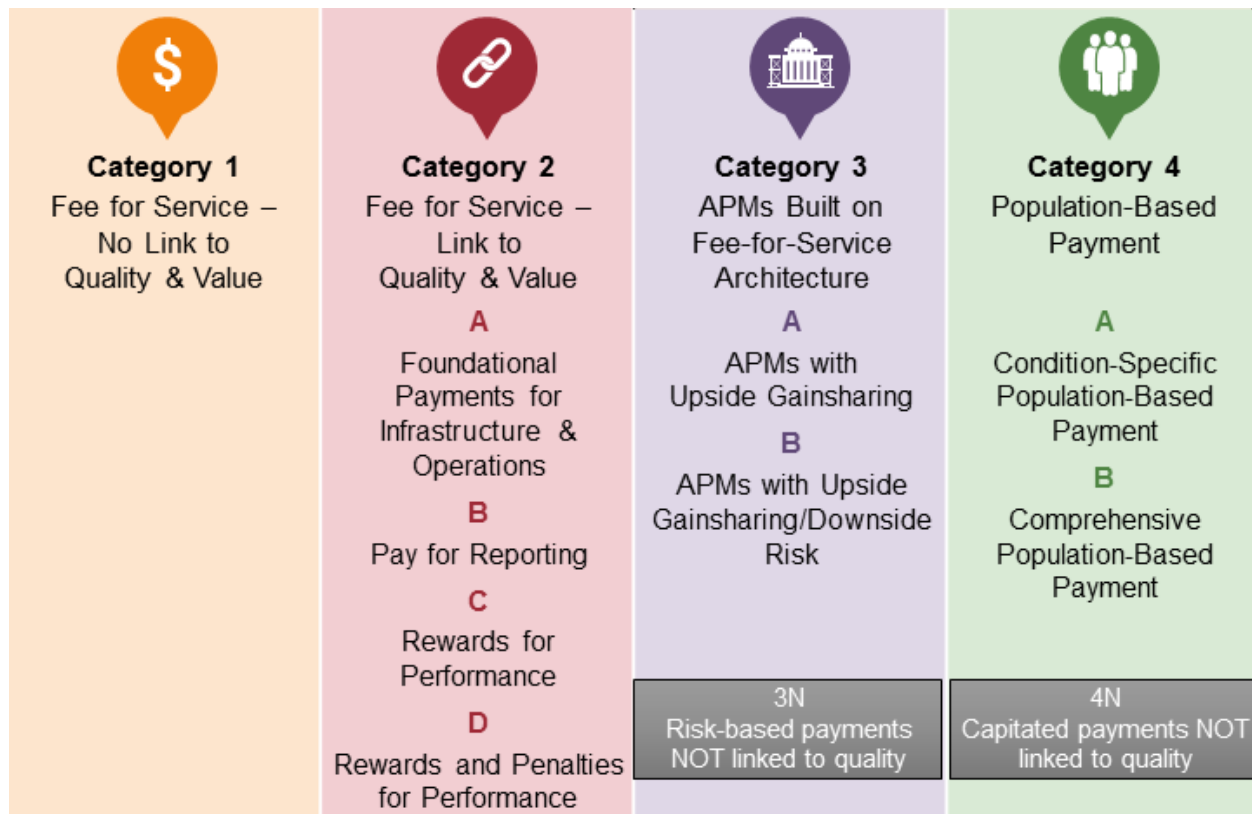 $
Category 1
Fee for Service –
No Link to
Quality & Value
Category 2
Fee for Service –
Link to
Quality & Value
A
Foundational
Payments for
Infrastructure &
Operations
B
Pay for Reporting
C
Rewards for
Performance
D
Rewards and Penalties
for Performance
Category 3
APMs Built on
Fee-for-Service
Architecture
A
APMs with
Upside Gainsharing
B
APMs with Upside
Gainsharing/Downside
Risk
3N
Risk-based payments
NOT linked to quality
Category 4
Population-Based
Payment
A
Condition-Specific
Population-Based
Payment
B
Comprehensive
Population-Based
Payment
4N
Capitated payments NOT
linked to quality